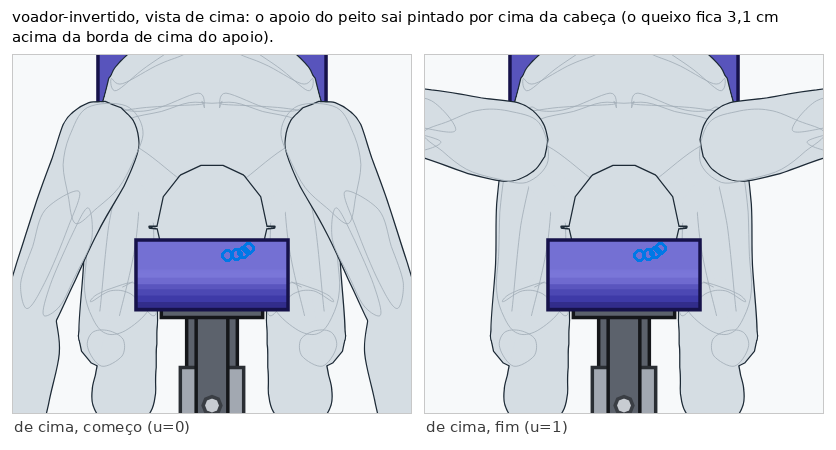 voador-invertido, vista de cima: o apoio do peito sai pintado por cima da cabeça (o queixo fica 3,1 cm
acima da borda de cima do apoio).
de cima, começo (u=0)
de cima, fim (u=1)